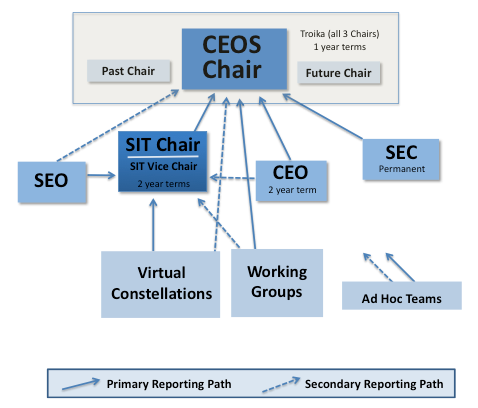 CEOS
Chair
Troika (all 3 Chairs)
1 year terms
Past Chair
Future Chair
SIT Chair
SIT Vice Chair
2 year terms
SEC
Permanent
SEO
CEO
2 year term
Virtual
Constellations
Working
Groups
Ad Hoc Teams
Primary Reporting Path
Secondary Reporting Path